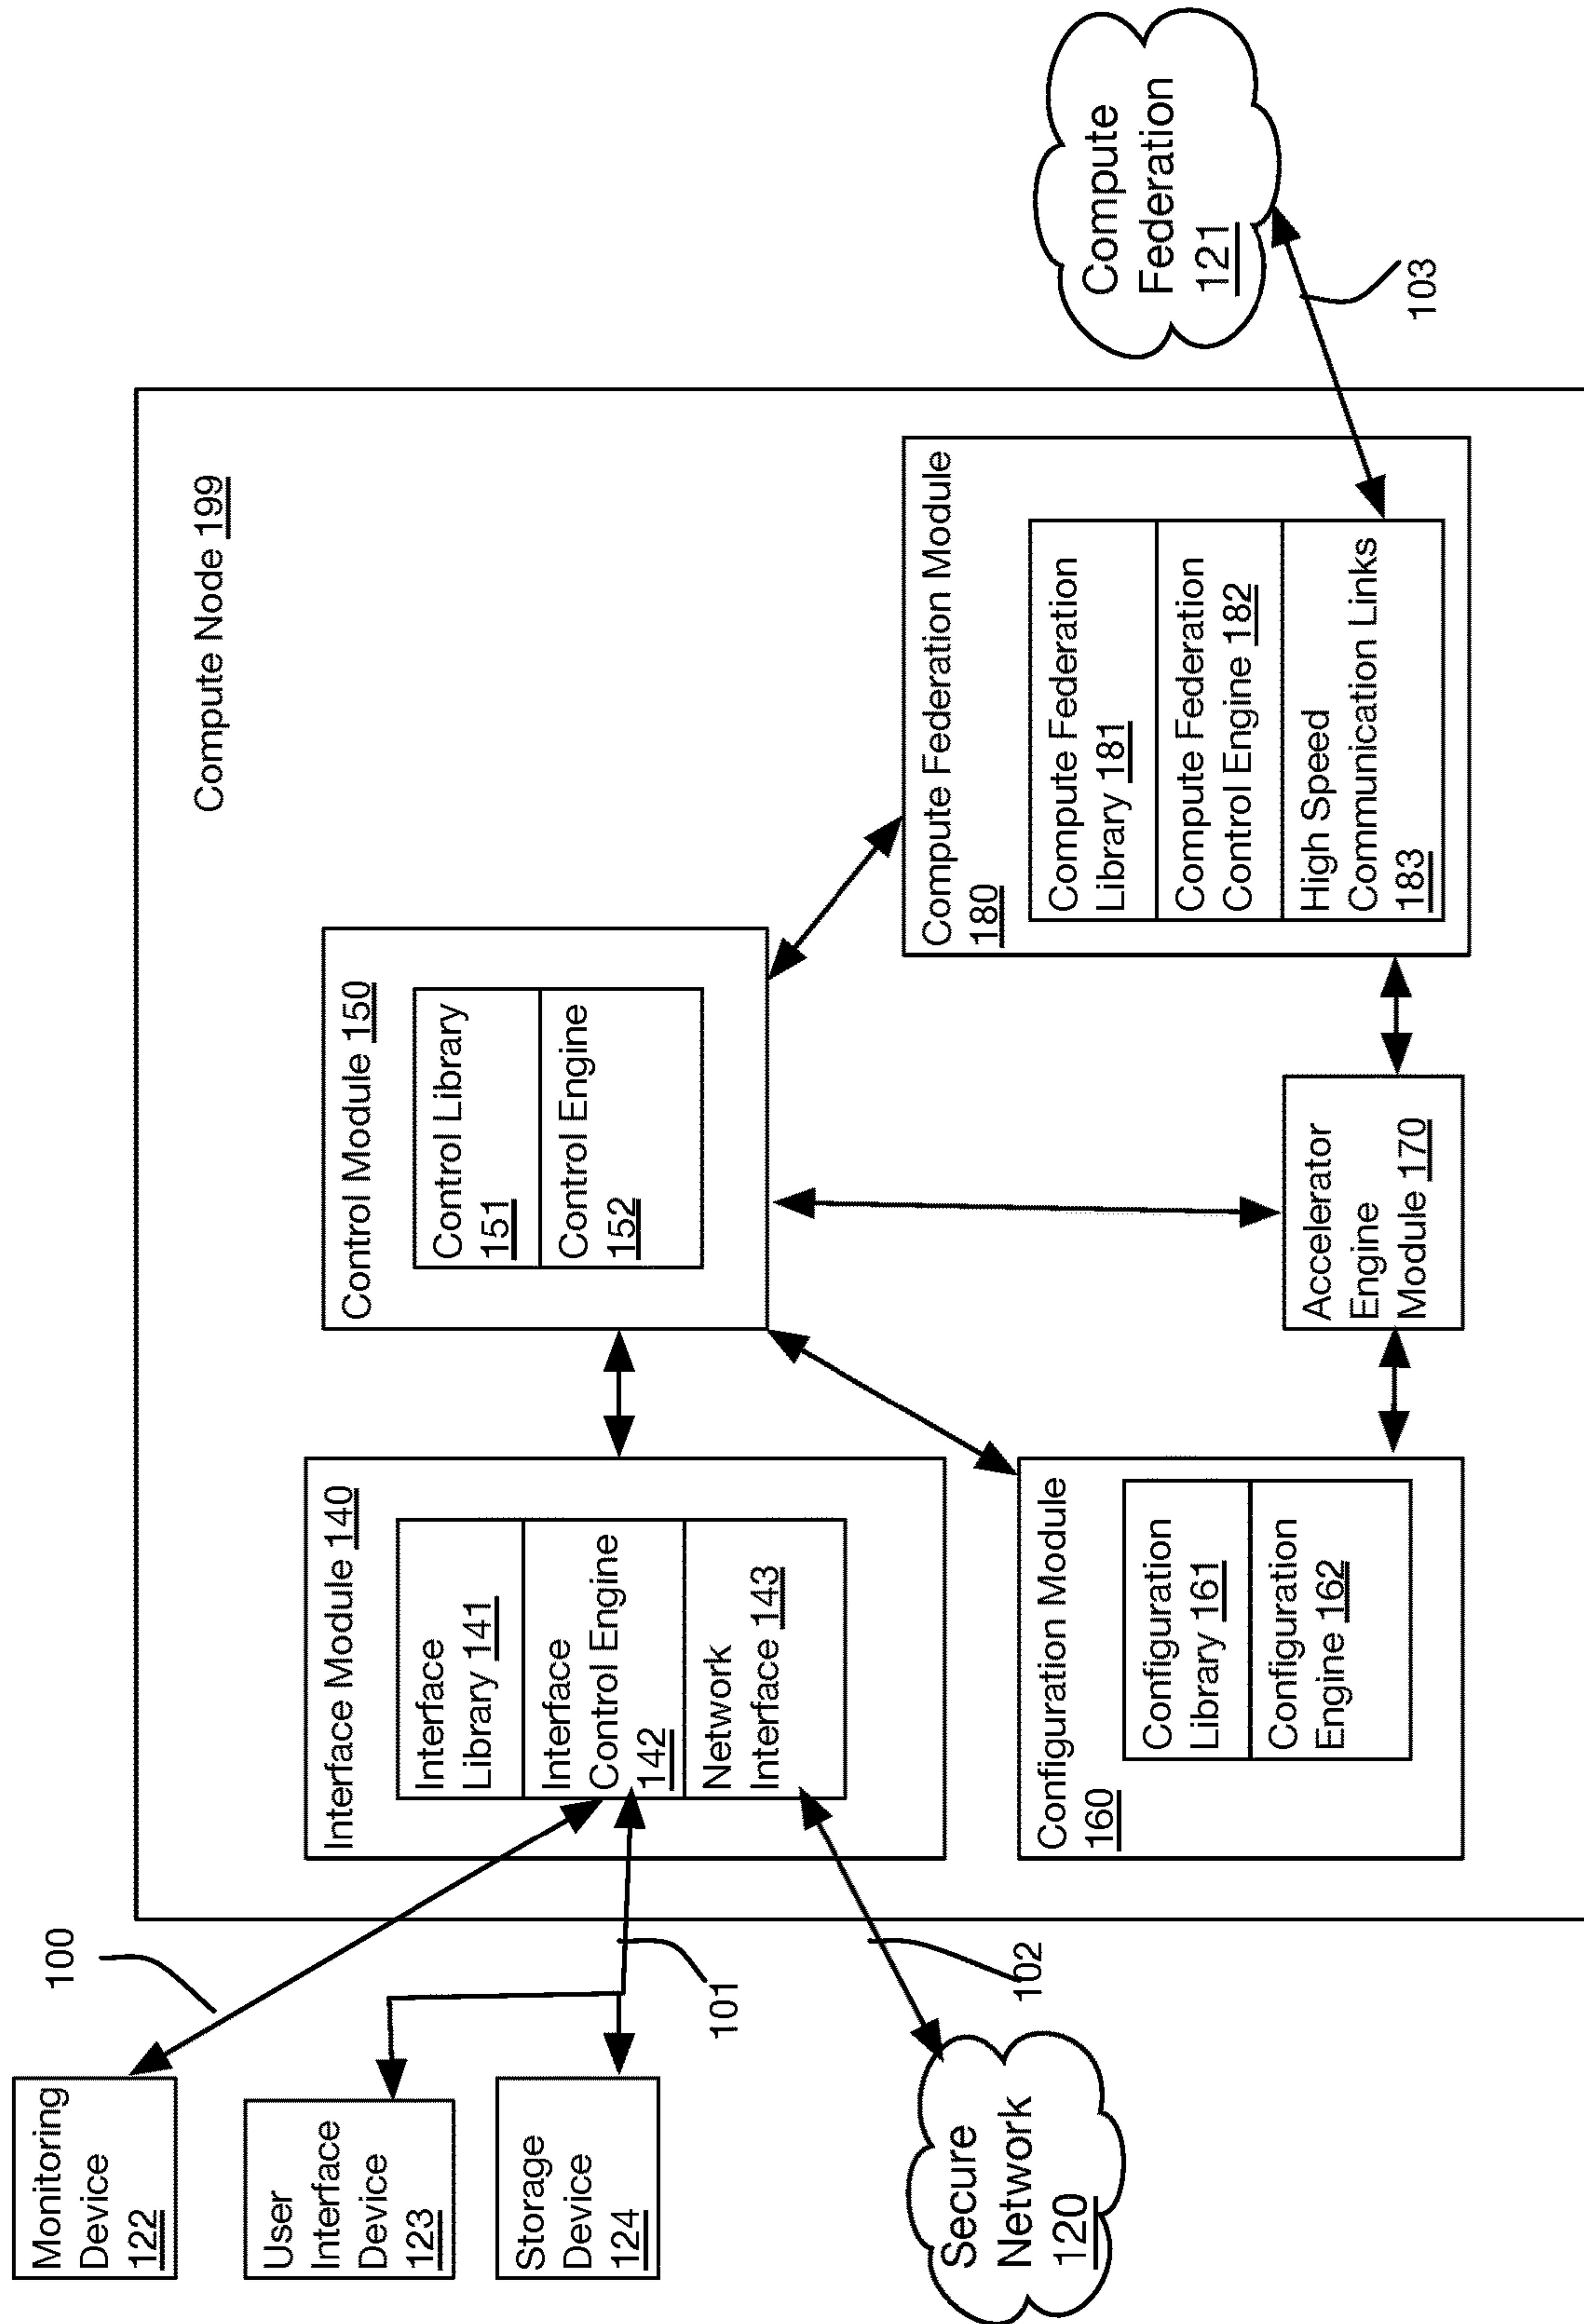 Monitoring
Device
122
User
Interface
Device
123
Storage
Device
124
Secure
Network
120
100
101
102
Compute Node 199
Interface Module 140
Interface
Library 141
Interface
Control Engine
142
Network
Interface 143
Control Module 150
Control Library
151
Control Engine
152
Configuration Module
160
Configuration
Library 161
Configuration
Engine 162
Accelerator
Engine
Module 170
Compute Federation Module
180
Compute Federation
Library 181
Compute Federation
Control Engine 182
High Speed
Communication Links
183
Compute
Federation
121
103